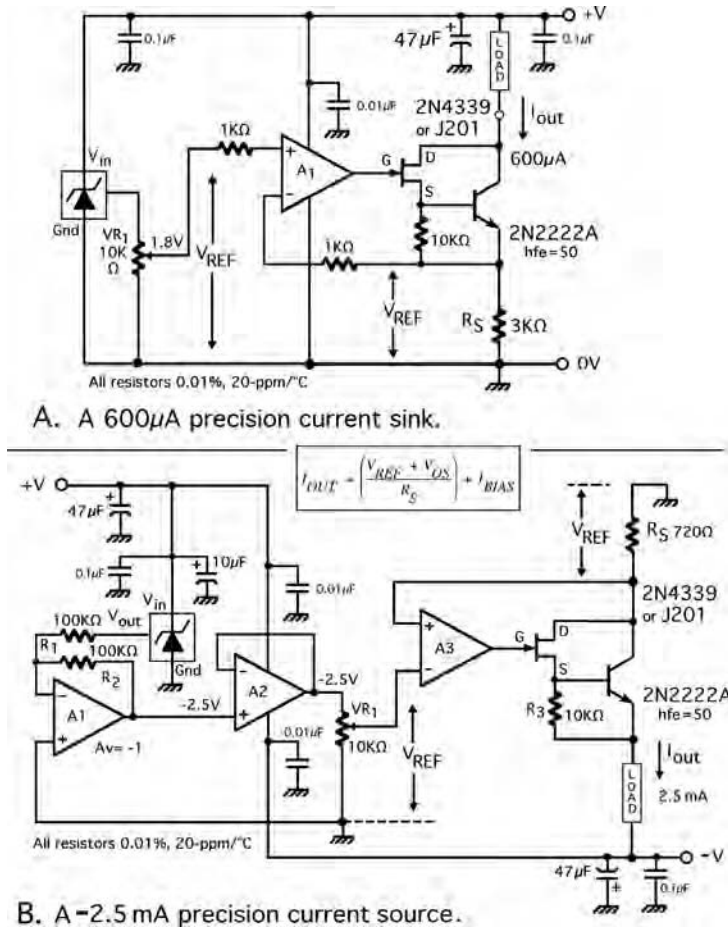 +V
0.1µF
47µF
+
LOAD
0.1µF
0.01µF
2N4339
or J201
Iout
1KΩ
Vin
+
A1
−
G
D
S
600µA
Gnd
VR1
10K
Ω
1.8V
VREF
1KΩ
10KΩ
2N2222A
hfe=50
VREF
RS
3KΩ
0V
All resistors 0.01%, 20-ppm/°C
A. A 600µA precision current sink.
+V
+
47µF
IOUT = (VREF + VOS / RS) + IBIAS
VREF
RS 720Ω
0.1µF
+
10µF
0.01µF
2N4339
or J201
100KΩ
Vout
Vin
R1
100KΩ
Gnd
R2
−
A1
+
Av= -1
-2.5V
−
A2
+
-2.5V
+
A3
−
G
D
S
VR1
10KΩ
0.01µF
VREF
R3
10KΩ
2N2222A
hfe=50
Iout
LOAD
2.5 mA
All resistors 0.01%, 20-ppm/°C
−V
47µF
±
0.1µF
B. A −2.5 mA precision current source.